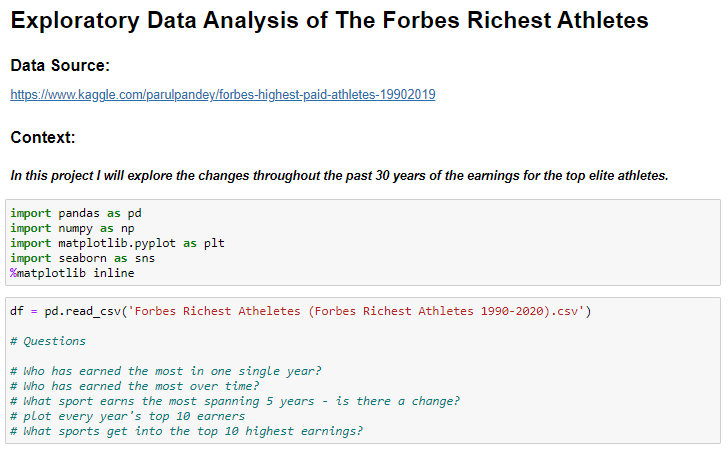 Exploratory Data Analysis of The Forbes Richest Athletes
Data Source:
https://www.kaggle.com/parulpandey/forbes-highest-paid-athletes-19902019
Context:
In this project I will explore the changes throughout the past 30 years of the earnings for the top elite athletes.
import pandas as pd
import numpy as np
import matplotlib.pyplot as plt
import seaborn as sns
%matplotlib inline
df = pd.read_csv('Forbes Richest Atheletes (Forbes Richest Athletes 1990-2020).csv')
# Questions
# Who has earned the most in one single year?
# Who has earned the most over time?
# What sport earns the most spanning 5 years - is there a change?
# plot every year's top 10 earners
# What sports get into the top 10 highest earnings?